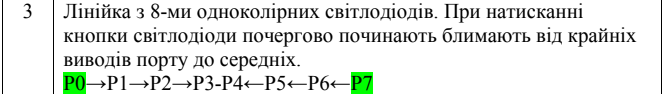 3 Лінійка з 8-ми одноколірних світлодіодів. При натисканні
кнопки світлодіоди почергово починають блимають від крайніх
виводів порту до середніх.
P0→P1→P2→P3-P4←P5←P6←P7